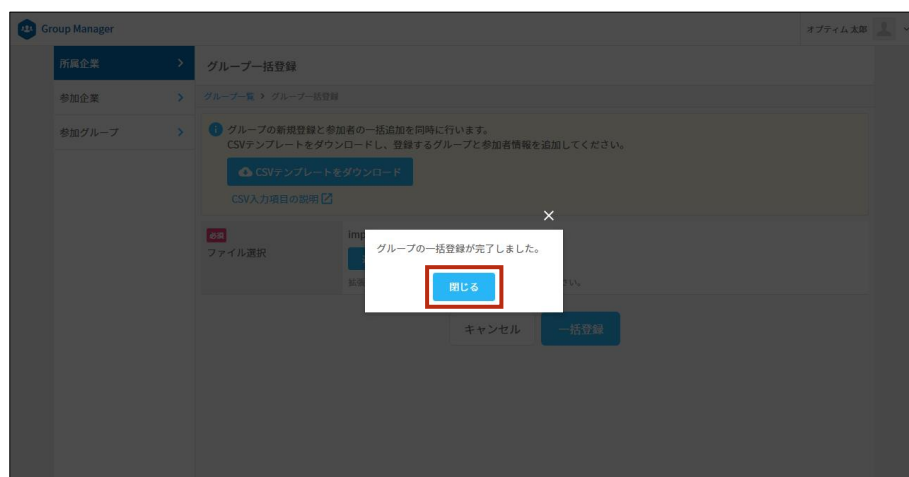 Group Manager
オプティム太郎
所属企業
参加企業
参加グループ
グループ一括登録
グループ一覧 > グループ一括登録
グループの新規登録と参加者の一括追加を同時に行います。
CSVテンプレートをダウンロードし、登録するグループと参加者情報を追加してください。
CSVテンプレートをダウンロード
CSV入力項目の説明
必須
ファイル選択
imp
グループの一括登録が完了しました。
閉じる
拡張
さい。
キャンセル
一括登録